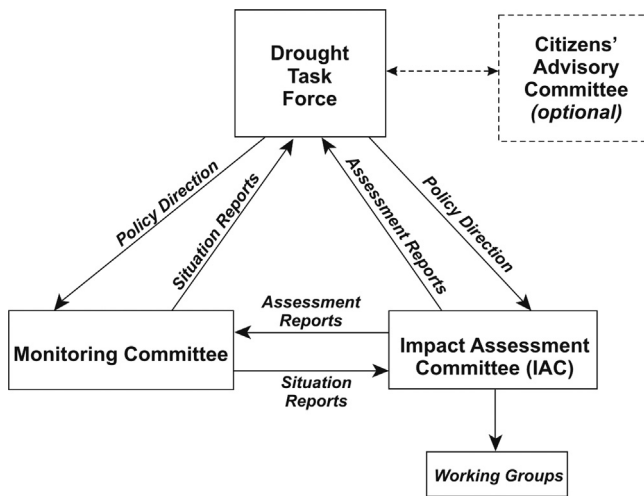 Drought
Task
Force
Citizens’
Advisory
Committee
(optional)
Policy Direction
Situation Reports
Assessment Reports
Policy Direction
Monitoring Committee
Assessment
Reports
Situation
Reports
Impact Assessment
Committee (IAC)
Working Groups